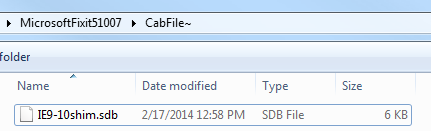 MicrosoftFixit51007 CabFile~
folder
Name Date modified Type Size
IE9-10shim.sdb 2/17/2014 12:58 PM SDB File 6 KB